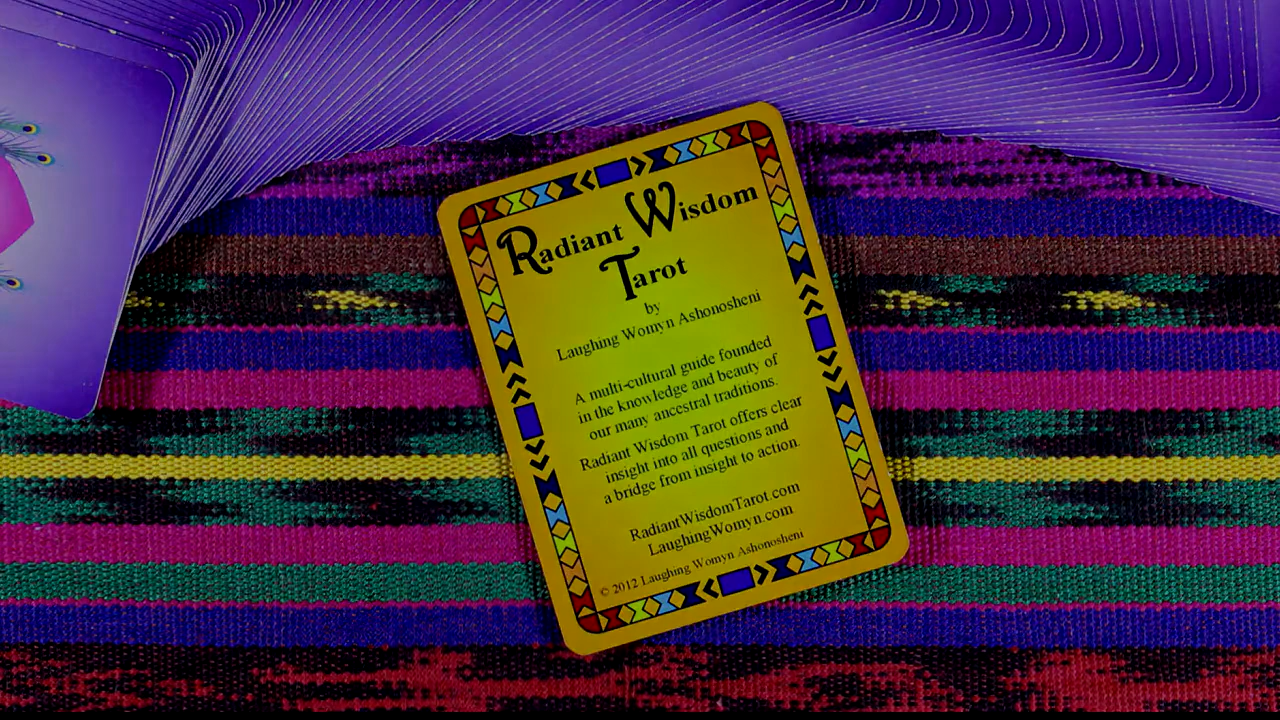 Radiant Wisdom
Tarot
by
Laughing Womyn Ashonosheni
A multi-cultural guide founded
in the knowledge and beauty of
our many ancestral traditions.
Radiant Wisdom Tarot offers clear
insight into all questions and
a bridge from insight to action.
RadiantWisdomTarot.com
LaughingWomyn.com
© 2012 Laughing Womyn Ashonosheni